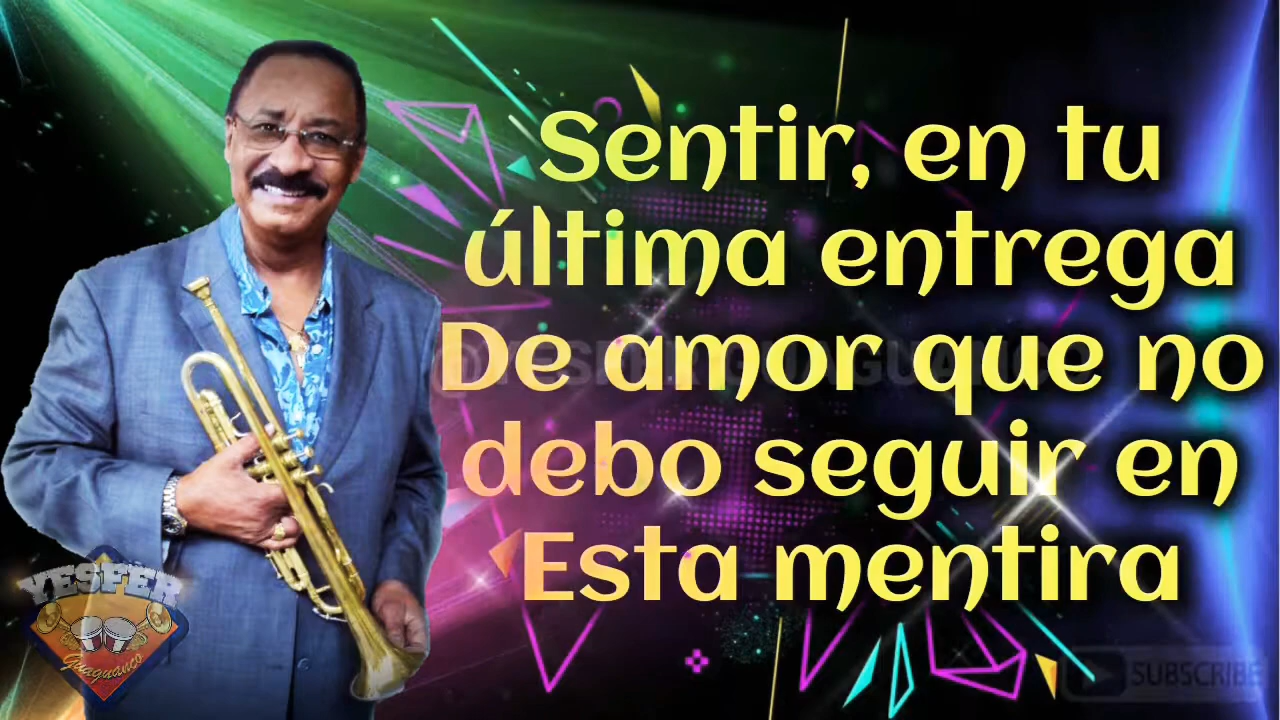 Sentir, en tu
última entrega
De amor que no
debo seguir en
Esta mentira
YESFER
Guaguancó
SUBSCRIBE